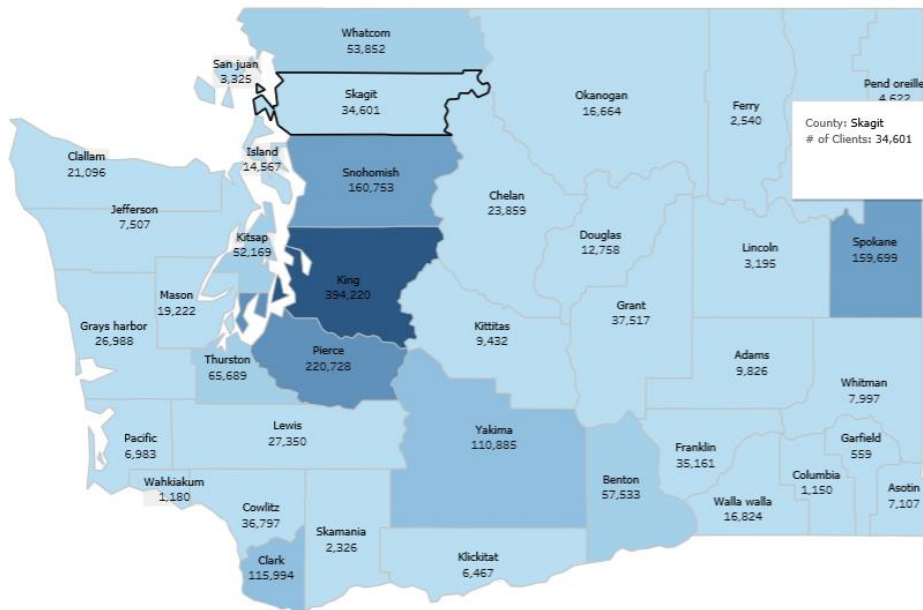 Whatcom
53,852
San juan
3,325
Skagit
34,601
Okanogan
16,664
Ferry
2,540
Pend oreille
4,622
County: Skagit
# of Clients: 34,601
Clallam
21,096
Island
14,567
Snohomish
160,753
Jefferson
7,507
Chelan
23,859
Kitsap
52,169
Douglas
12,758
Lincoln
3,195
Spokane
159,699
King
394,220
Mason
19,222
Grant
37,517
Grays harbor
26,988
Kittitas
9,432
Thurston
65,689
Pierce
220,728
Adams
9,826
Whitman
7,997
Pacific
6,983
Lewis
27,350
Yakima
110,885
Franklin
35,161
Garfield
559
Wahkiakum
1,180
Benton
57,533
Columbia
1,150
Asotin
7,107
Cowlitz
36,797
Walla walla
16,824
Skamania
2,326
Clark
115,994
Klickitat
6,467